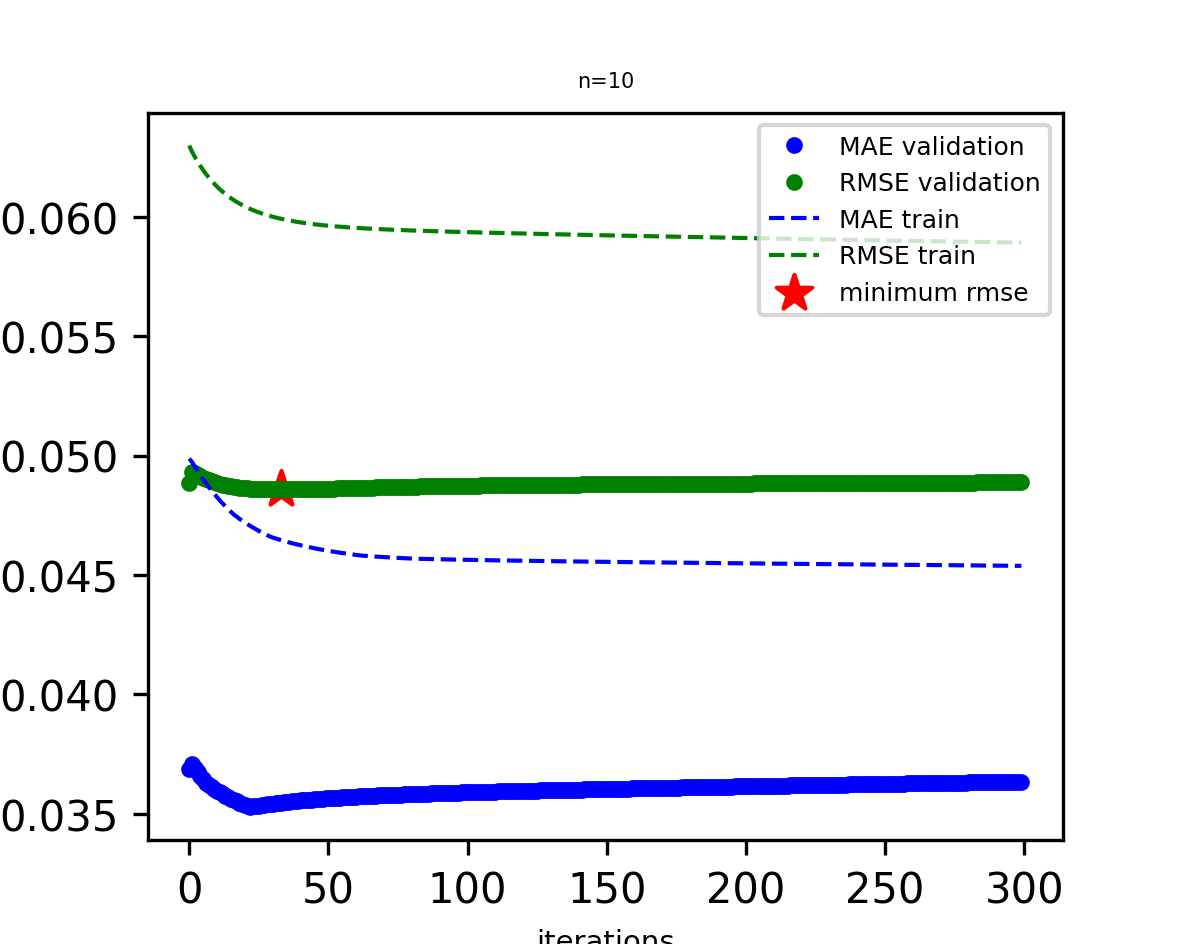 n=10
MAE validation
RMSE validation
MAE train
RMSE train
minimum rmse
0.060
0.055
0.050
0.045
0.040
0.035
0 50 100 150 200 250 300
iterations